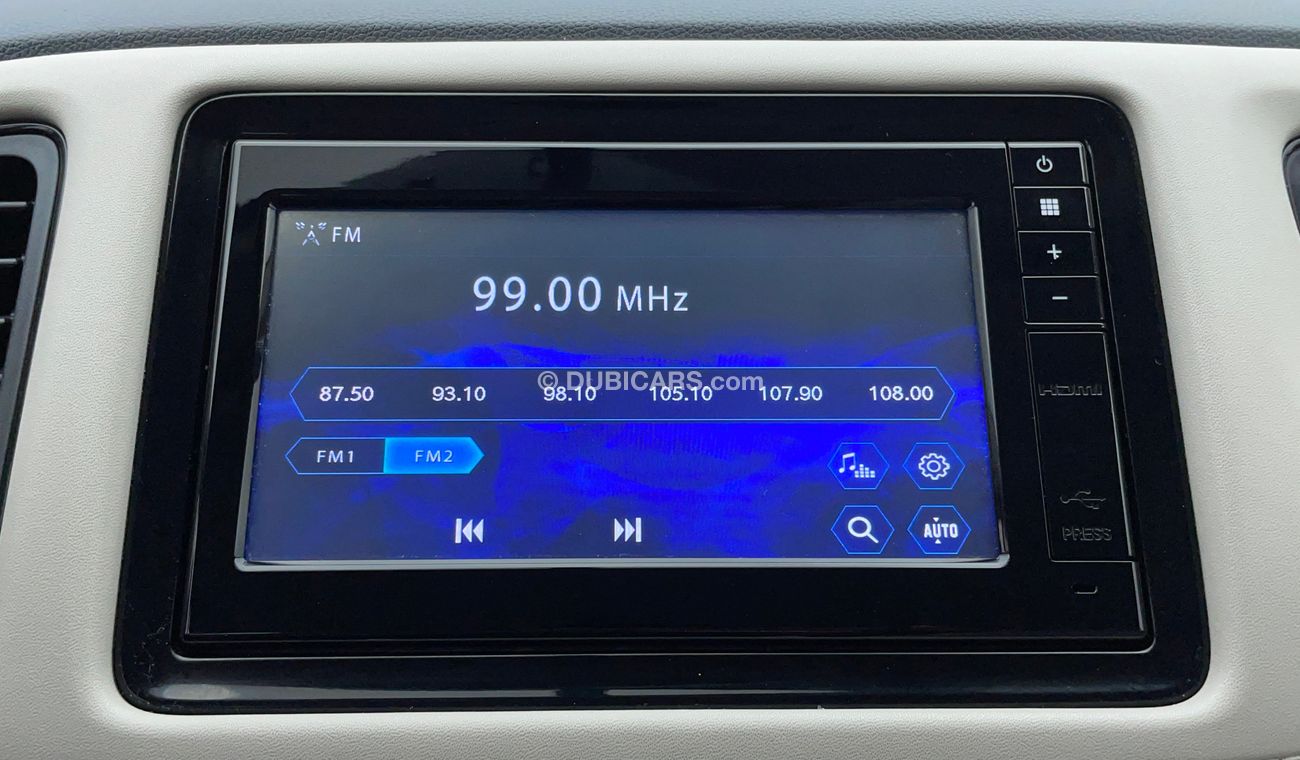 FM
99.00 MHz
87.50 93.10 98.10 105.10 107.90 108.00
© DUBICARS.com
FM1 FM2
AUTO
HDMI
PRESS